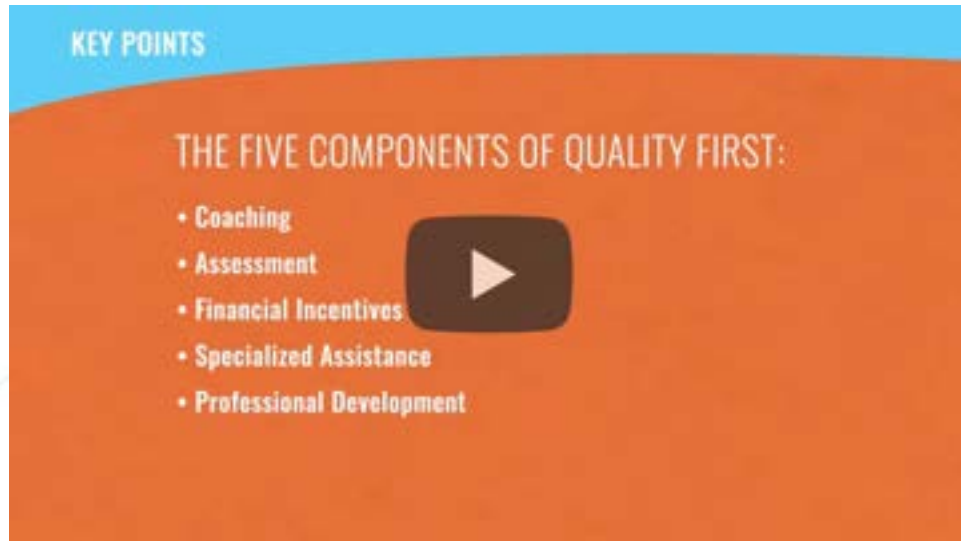 KEY POINTS
THE FIVE COMPONENTS OF QUALITY FIRST:
• Coaching
• Assessment
• Financial Incentives
• Specialized Assistance
• Professional Development